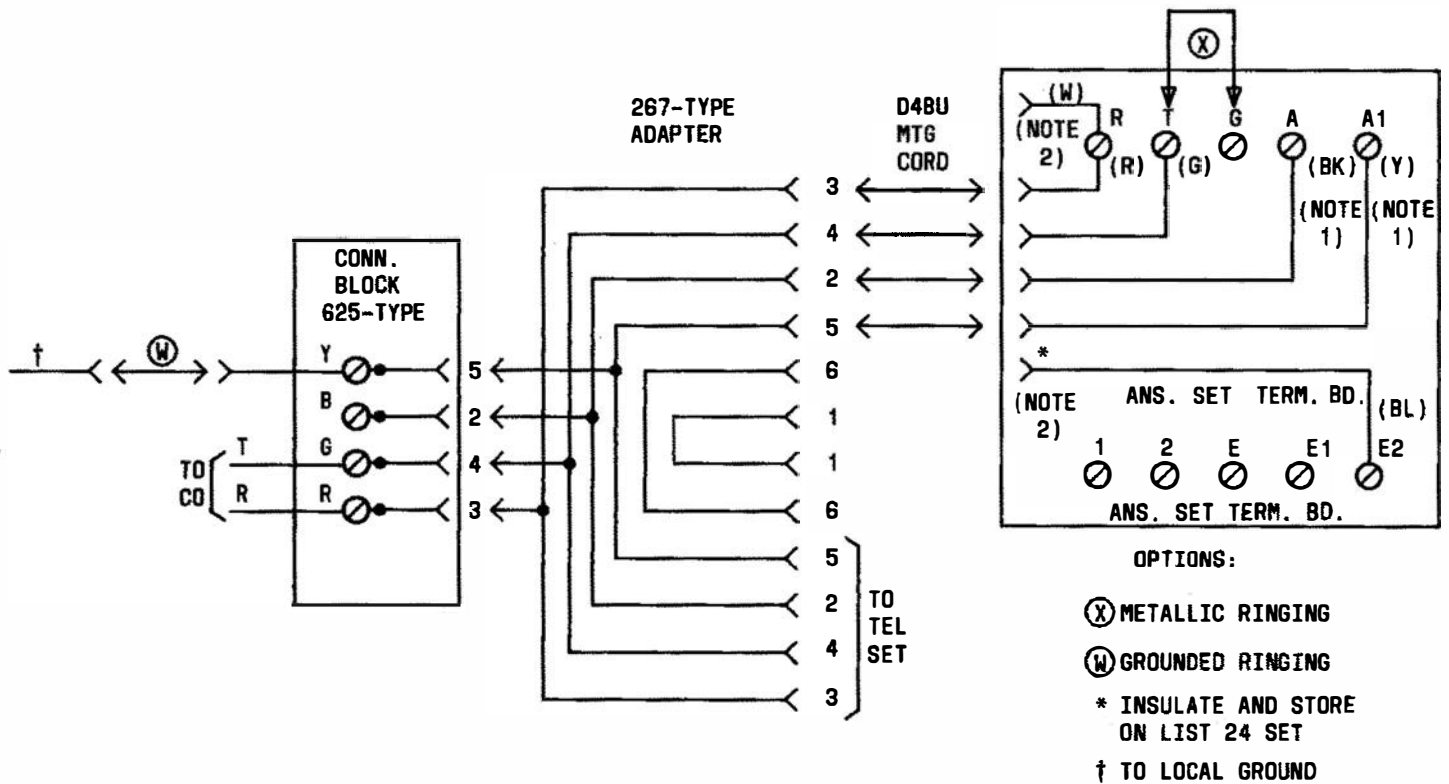 267-TYPE
ADAPTER
D4BU
MTG
CORD
X
(W)
(NOTE
2)
R T G A A1
(R) (G) (BK) (Y)
(NOTE (NOTE
1) 1)
3
4
2
5
6
1
1
6
5
2
4
3
TO
TEL
SET
CONN.
BLOCK
625-TYPE
† W Y 5
B 2
T G 4
R R 3
TO
CO
*
(NOTE
2)
ANS. SET TERM. BD.
(BL)
1 2 E E1 E2
ANS. SET TERM. BD.
OPTIONS:
X METALLIC RINGING
W GROUNDED RINGING
* INSULATE AND STORE
ON LIST 24 SET
† TO LOCAL GROUND